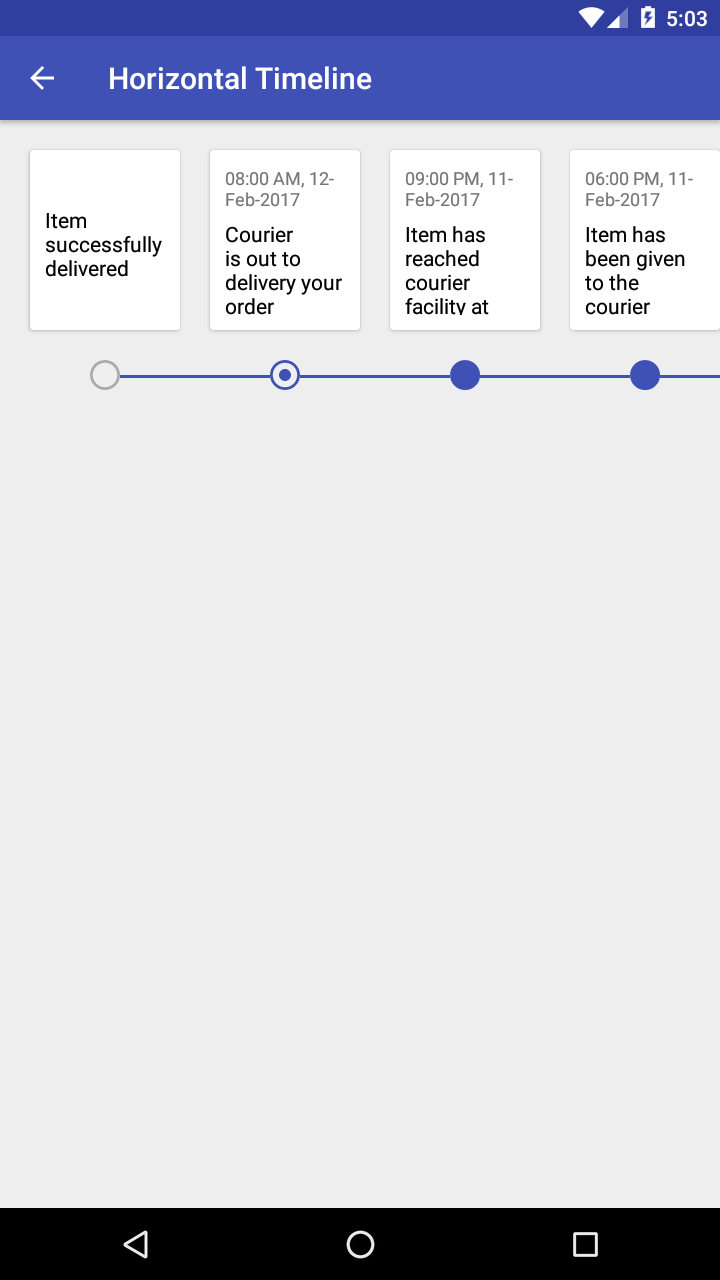 5:03
Horizontal Timeline
Item
successfully
delivered
08:00 AM, 12-
Feb-2017
Courier
is out to
delivery your
order
09:00 PM, 11-
Feb-2017
Item has
reached
courier
facility at
06:00 PM, 11-
Feb-2017
Item has
been given
to the
courier